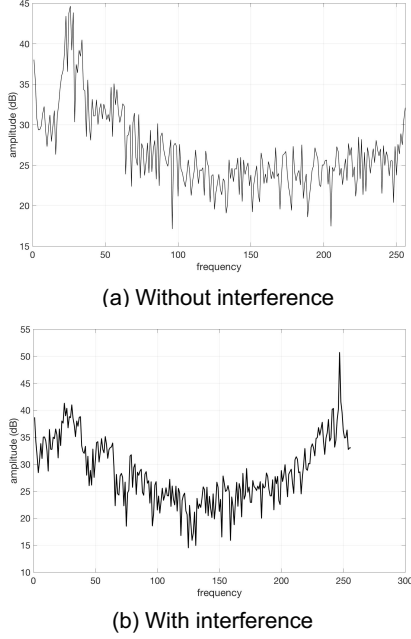 45
40
35
30
25
20
15
amplitude (dB)
0 50 100 150 200 250
frequency
(a) Without interference
55
50
45
40
35
30
25
20
15
10
amplitude (dB)
0 50 100 150 200 250 300
frequency
(b) With interference